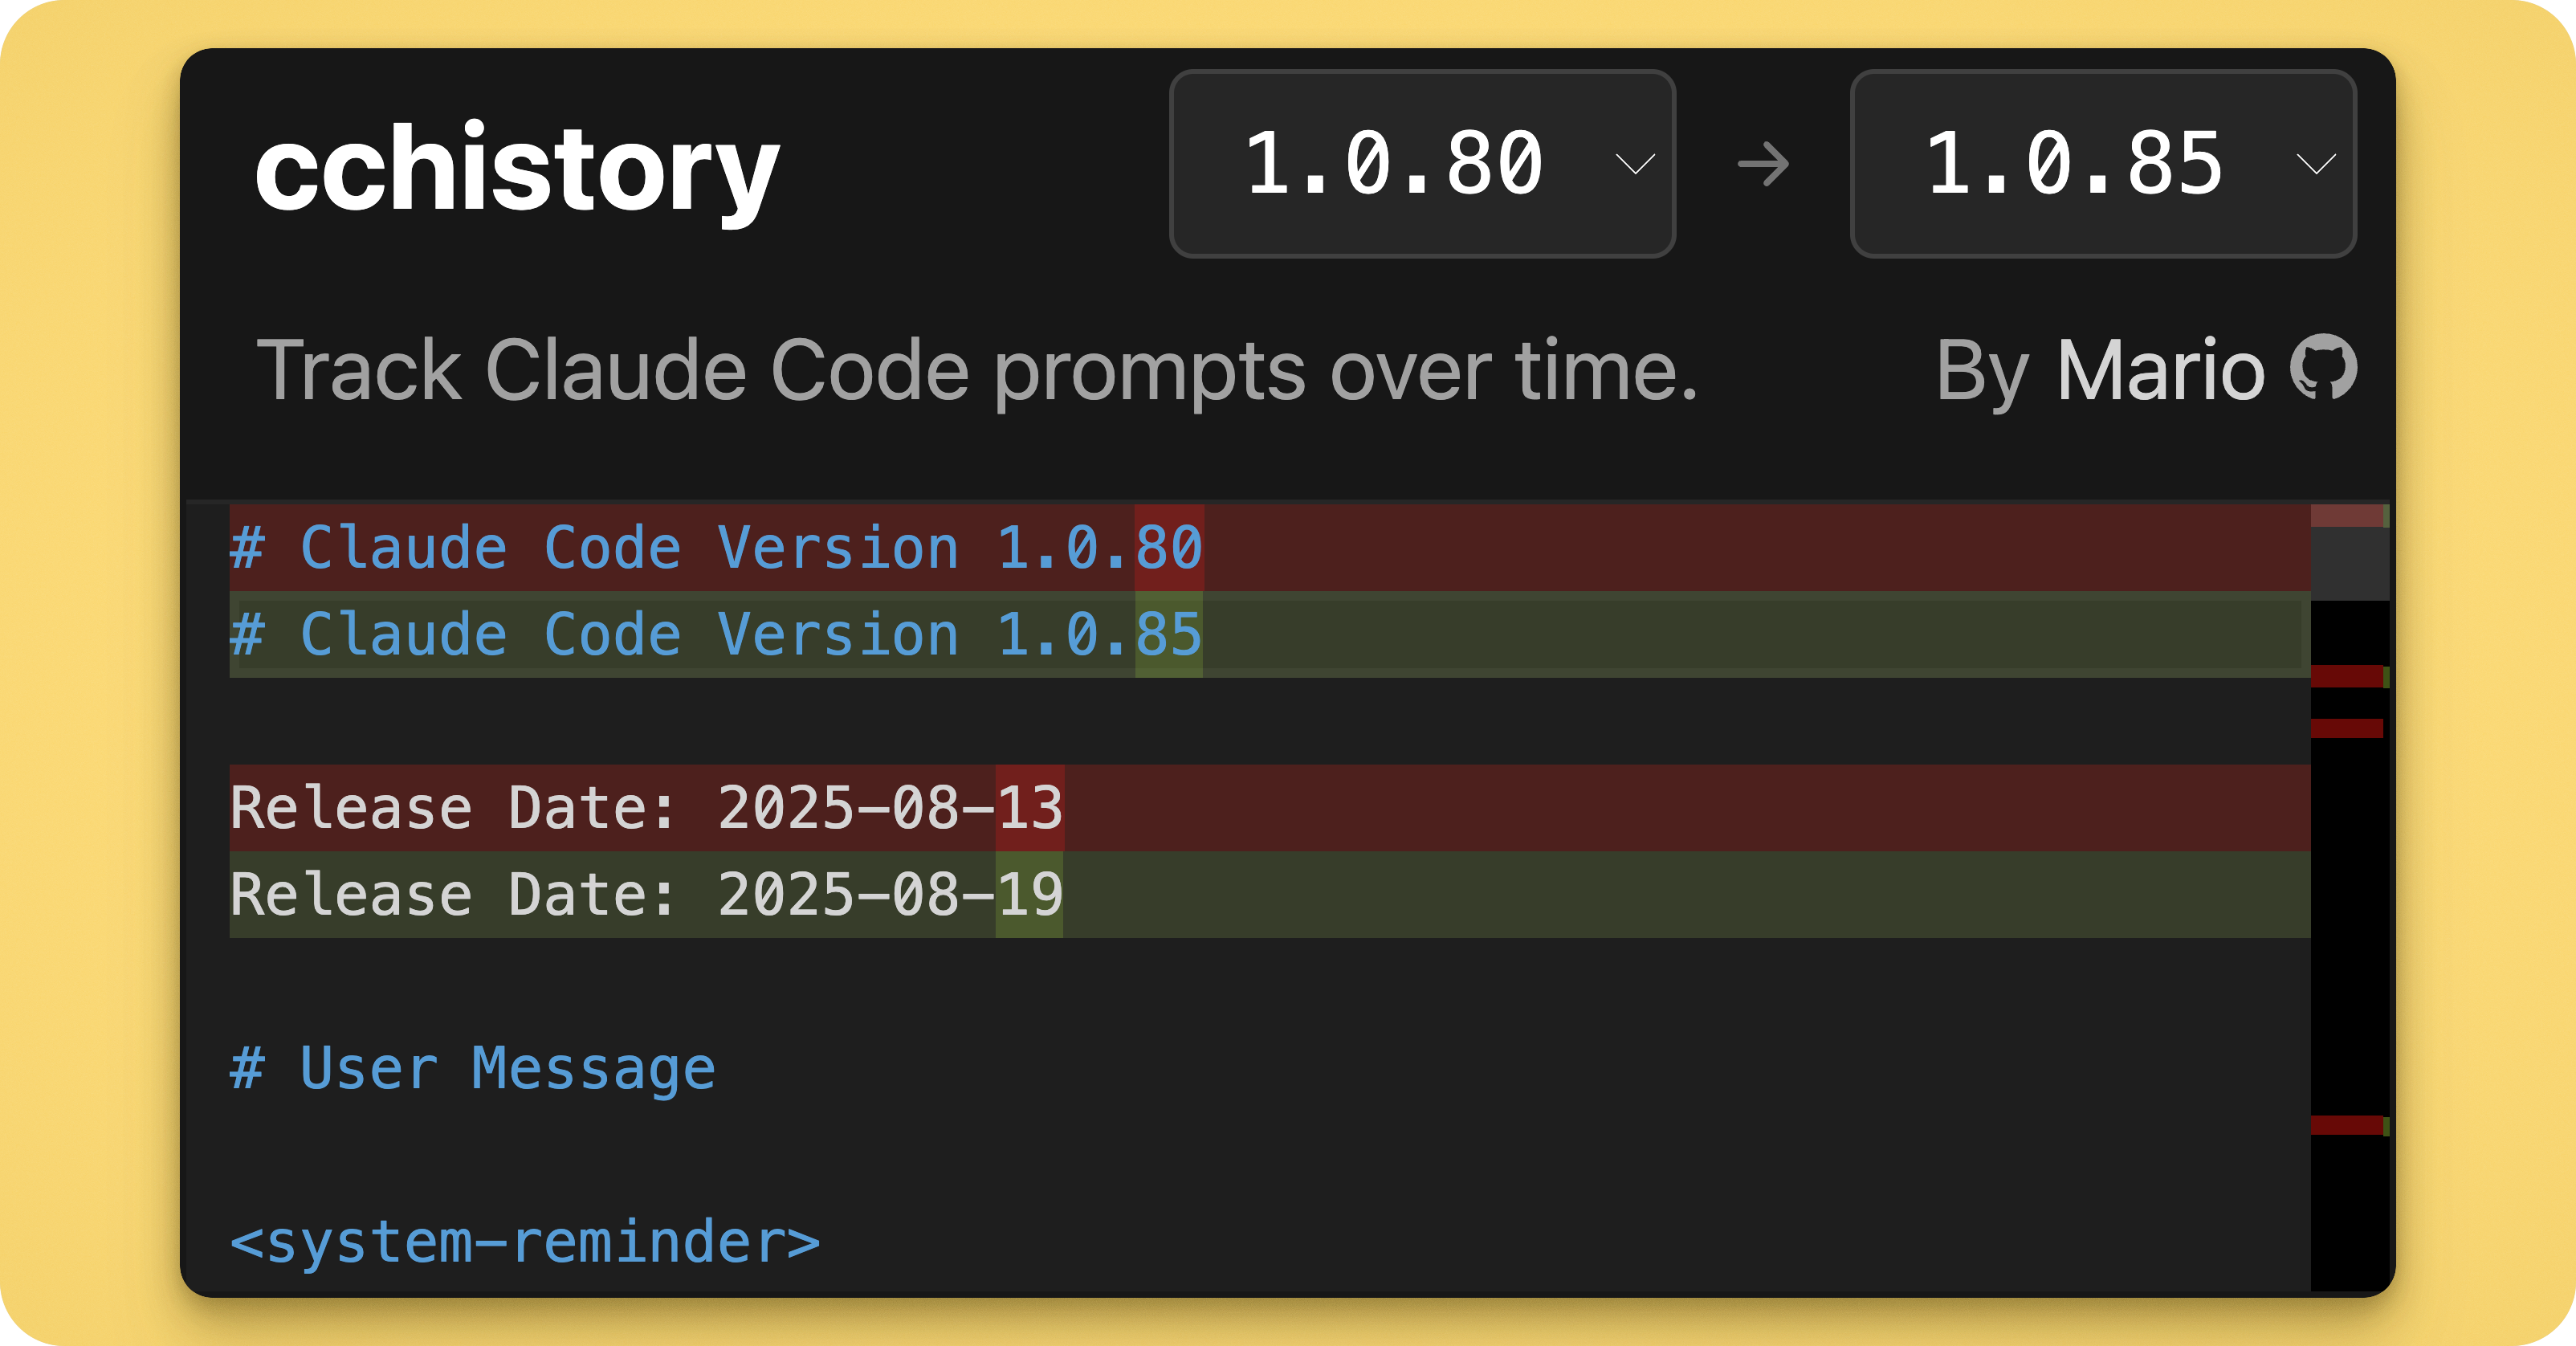 cchistory
1.0.80 → 1.0.85
Track Claude Code prompts over time.
By Mario
# Claude Code Version 1.0.80
# Claude Code Version 1.0.85
Release Date: 2025-08-13
Release Date: 2025-08-19
# User Message
<system-reminder>